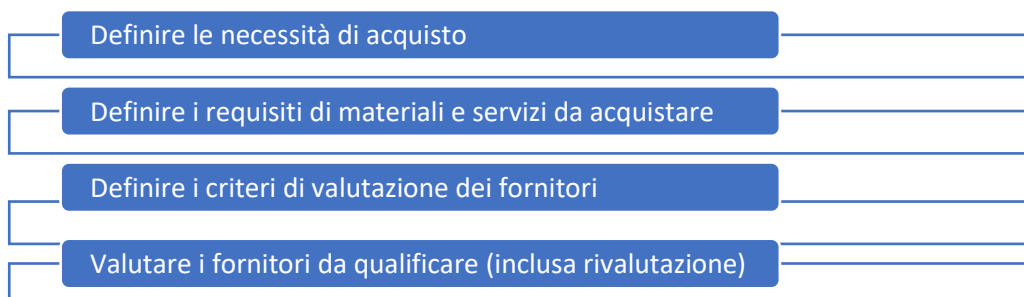 Definire le necessità di acquisto
Definire i requisiti di materiali e servizi da acquistare
Definire i criteri di valutazione dei fornitori
Valutare i fornitori da qualificare (inclusa rivalutazione)